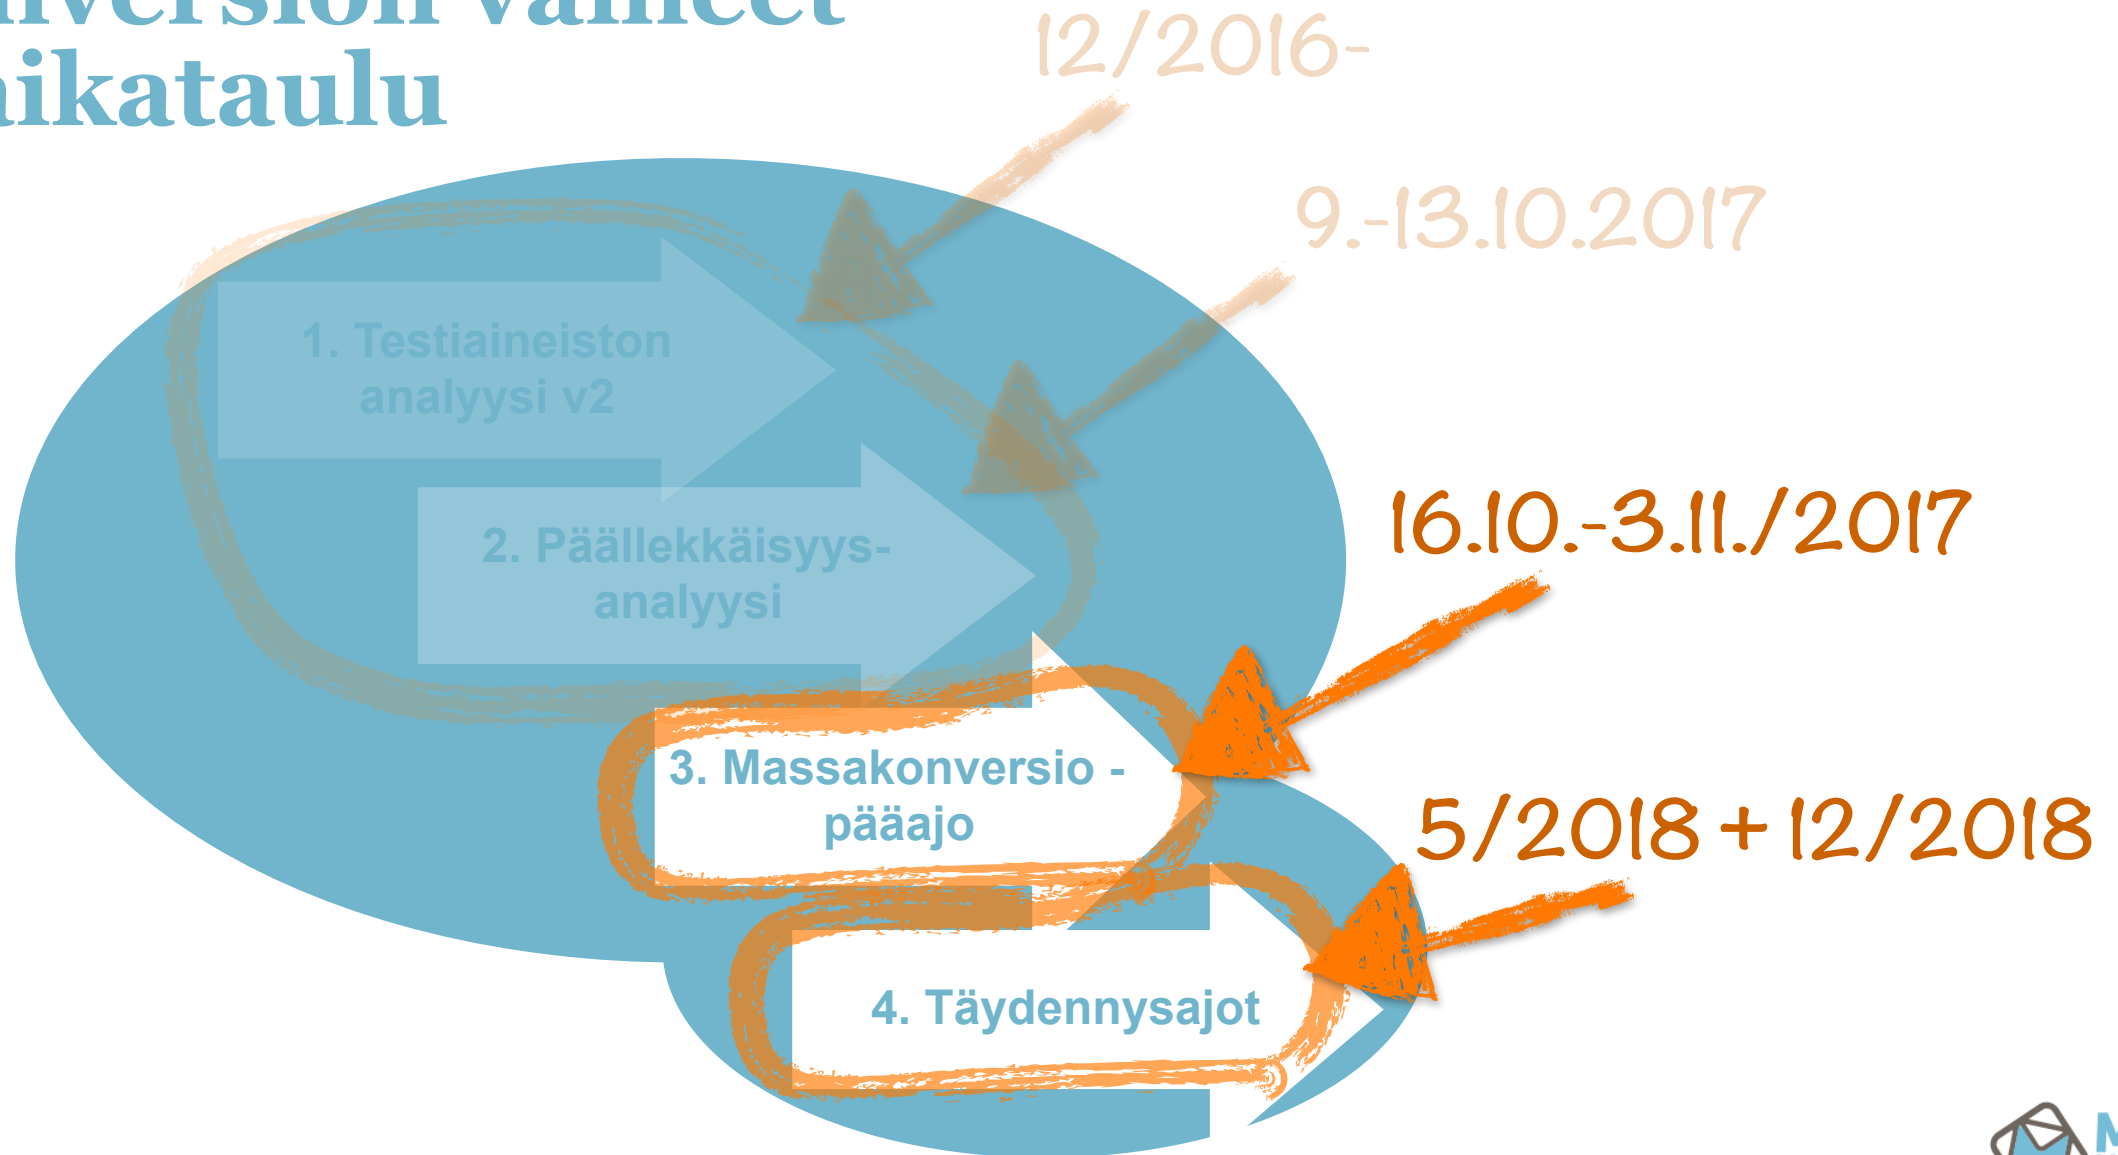 aikataulu
12/2016-
9.-13.10.2017
1. Testiaineiston
analyysi v2
2. Päällekkäisyys-
analyysi
16.10.-3.11./2017
3. Massakonversio -
pääajo
5/2018 + 12/2018
4. Täydennysajot